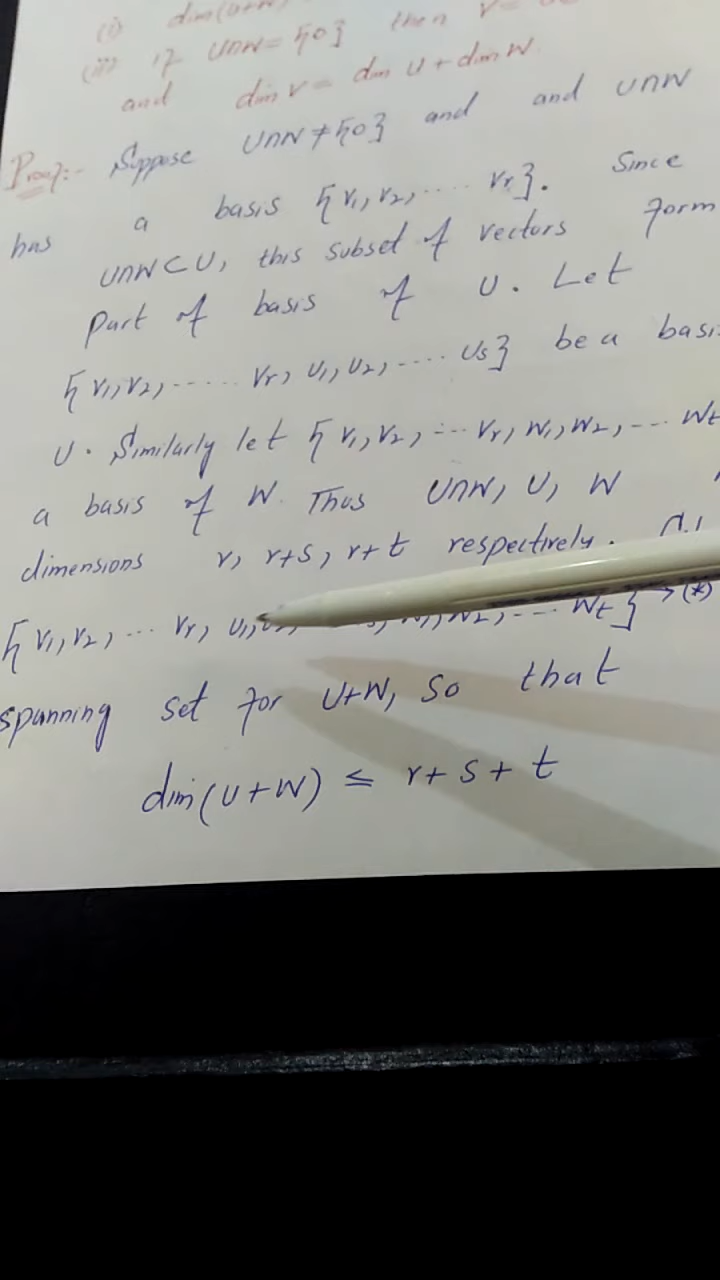 (i) dim(U+W)
(ii) If U∩W = {0} then V =
and dim V = dim U + dim W.
Proof:- Suppose U∩W ≠ {0} and and U∩W
has a basis {v₁, v₂, .... vᵣ}. Since
U∩W ⊂ U, this subset of vectors form
part of basis of U. Let
{v₁, v₂, ...... vᵣ, u₁, u₂, .... uₛ} be a basis
U. Similarly let {v₁, v₂, ... vᵣ, w₁, w₂, ... wₜ
a basis of W. Thus U∩W, U, W
dimensions r, r+s, r+t respectively.
{v₁, v₂, ... vᵣ, u₁, u₂, w₂, ... wₜ} → (*)
spanning set for U+W, so that
dim(U+W) ≤ r+s+t